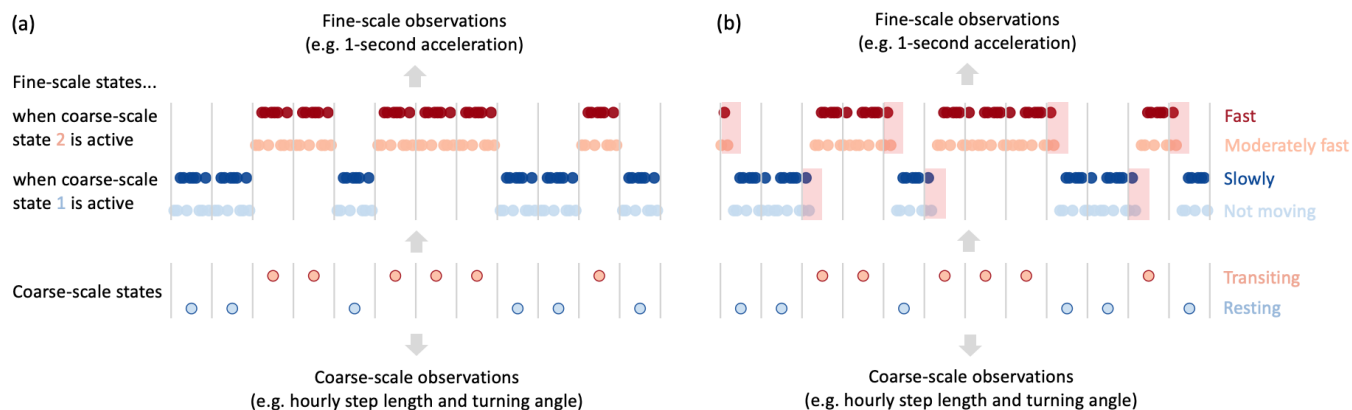 (a)
Fine-scale observations
(e.g. 1-second acceleration)
Fine-scale states...
when coarse-scale
state 2 is active
when coarse-scale
state 1 is active
Coarse-scale states
Coarse-scale observations
(e.g. hourly step length and turning angle)
(b)
Fine-scale observations
(e.g. 1-second acceleration)
Fast
Moderately fast
Slowly
Not moving
Transiting
Resting
Coarse-scale observations
(e.g. hourly step length and turning angle)